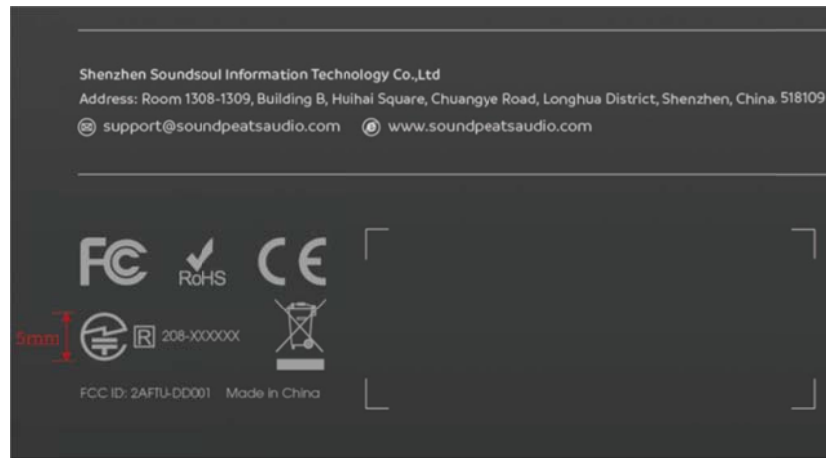 Shenzhen Soundsoul Information Technology Co.,Ltd
Address: Room 1308-1309, Building B, Huihai Square, Chuangye Road, Longhua District, Shenzhen, China. 518109
support@soundpeatsaudio.com www.soundpeatsaudio.com
FC RoHS CE
5mm R 208-XXXXXX
FCC ID: 2AFTU-DD001 Made in China